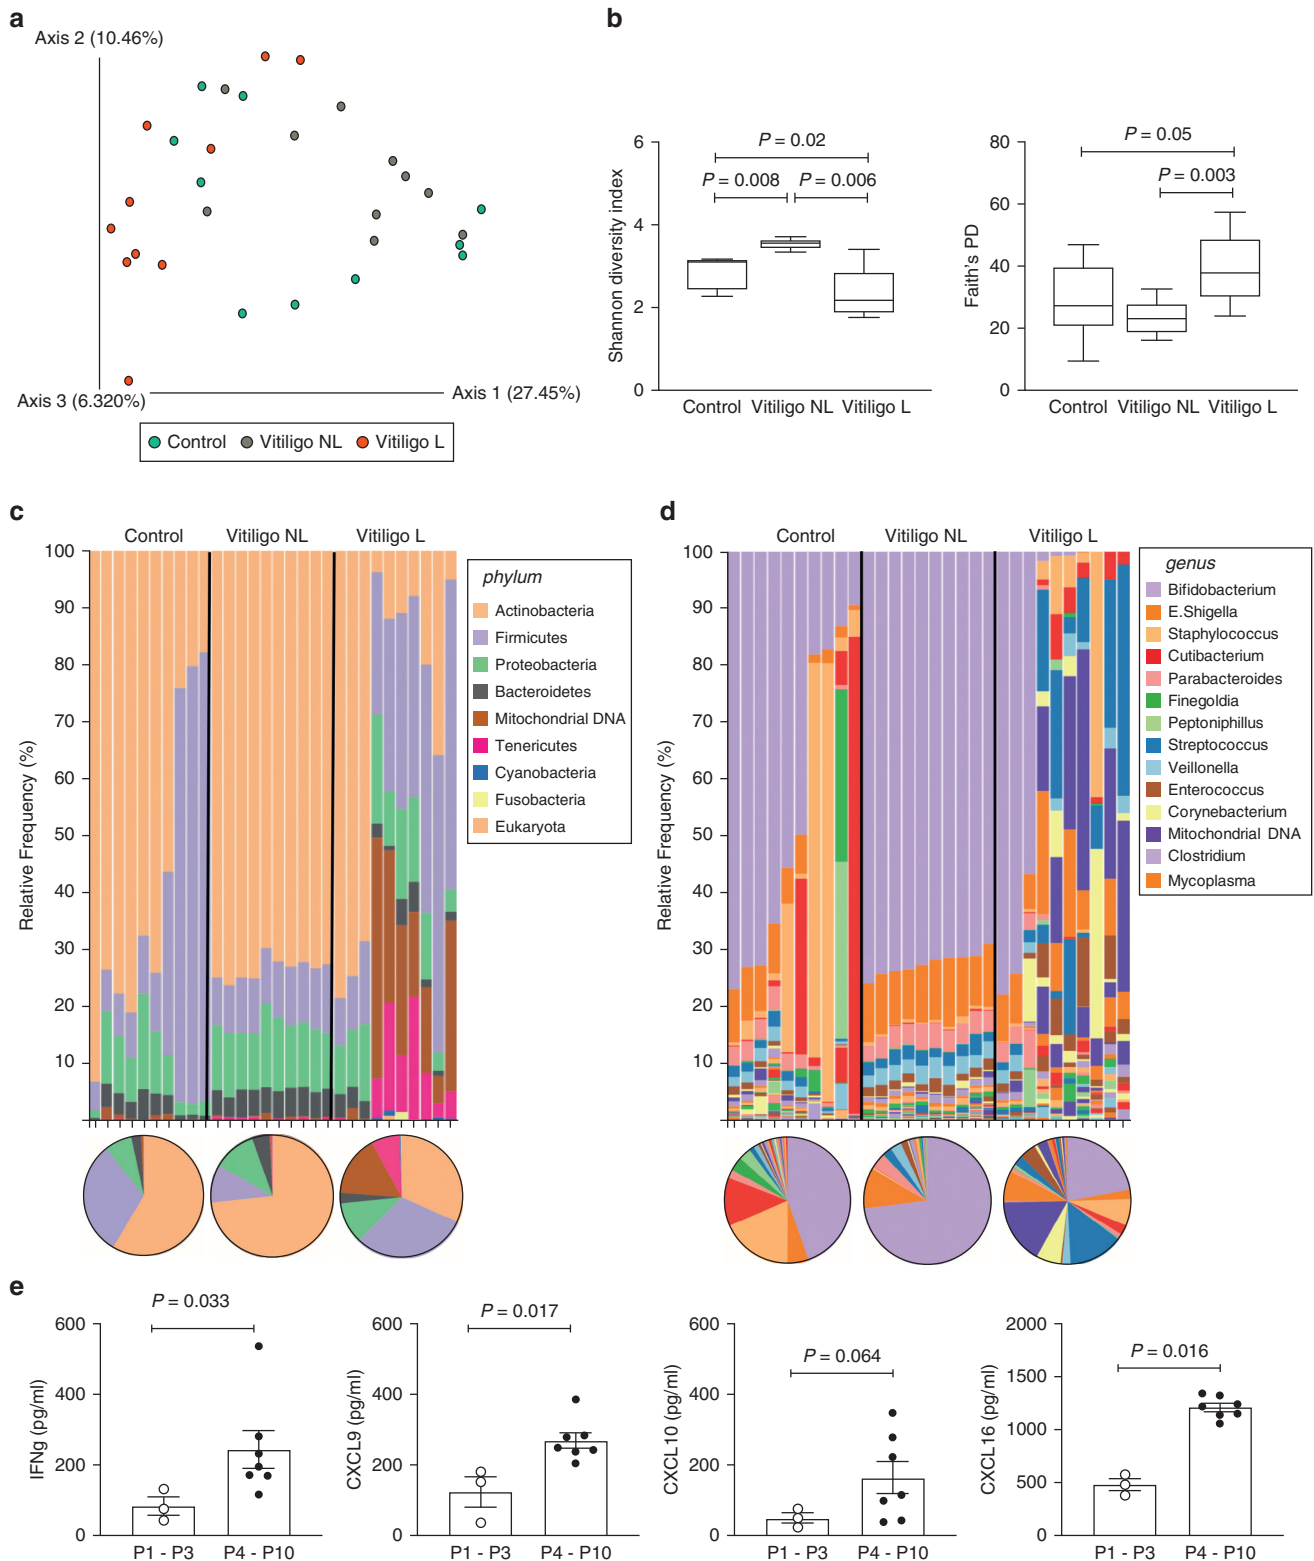 a
Axis 2 (10.46%)
Axis 3 (6.320%)
Axis 1 (27.45%)
Control Vitiligo NL Vitiligo L
b
Shannon diversity index
6
4
2
0
P = 0.02
P = 0.008 P = 0.006
Control Vitiligo NL Vitiligo L
Faith's PD
80
60
40
20
0
P = 0.05
P = 0.003
Control Vitiligo NL Vitiligo L
c
Control Vitiligo NL Vitiligo L
Relative Frequency (%)
100
90
80
70
60
50
40
30
20
10
phylum
Actinobacteria
Firmicutes
Proteobacteria
Bacteroidetes
Mitochondrial DNA
Tenericutes
Cyanobacteria
Fusobacteria
Eukaryota
d
Control Vitiligo NL Vitiligo L
Relative Frequency (%)
100
90
80
70
60
50
40
30
20
10
genus
Bifidobacterium
E.Shigella
Staphylococcus
Cutibacterium
Parabacteroides
Finegoldia
Peptoniphillus
Streptococcus
Veillonella
Enterococcus
Corynebacterium
Mitochondrial DNA
Clostridium
Mycoplasma
e
P = 0.033
IFNg (pg/ml)
600
400
200
0
P1 - P3 P4 - P10
P = 0.017
CXCL9 (pg/ml)
600
400
200
0
P1 - P3 P4 - P10
P = 0.064
CXCL10 (pg/ml)
600
400
200
0
P1 - P3 P4 - P10
P = 0.016
CXCL16 (pg/ml)
2000
1500
1000
500
0
P1 - P3 P4 - P10